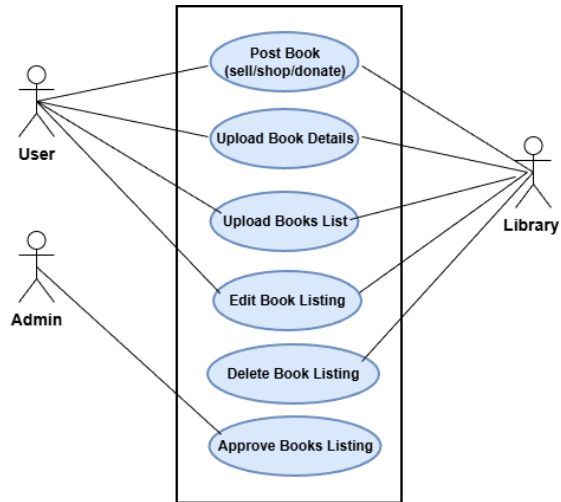 Post Book
(sell/shop/donate)
User
Upload Book Details
Library
Upload Books List
Admin
Edit Book Listing
Delete Book Listing
Approve Books Listing